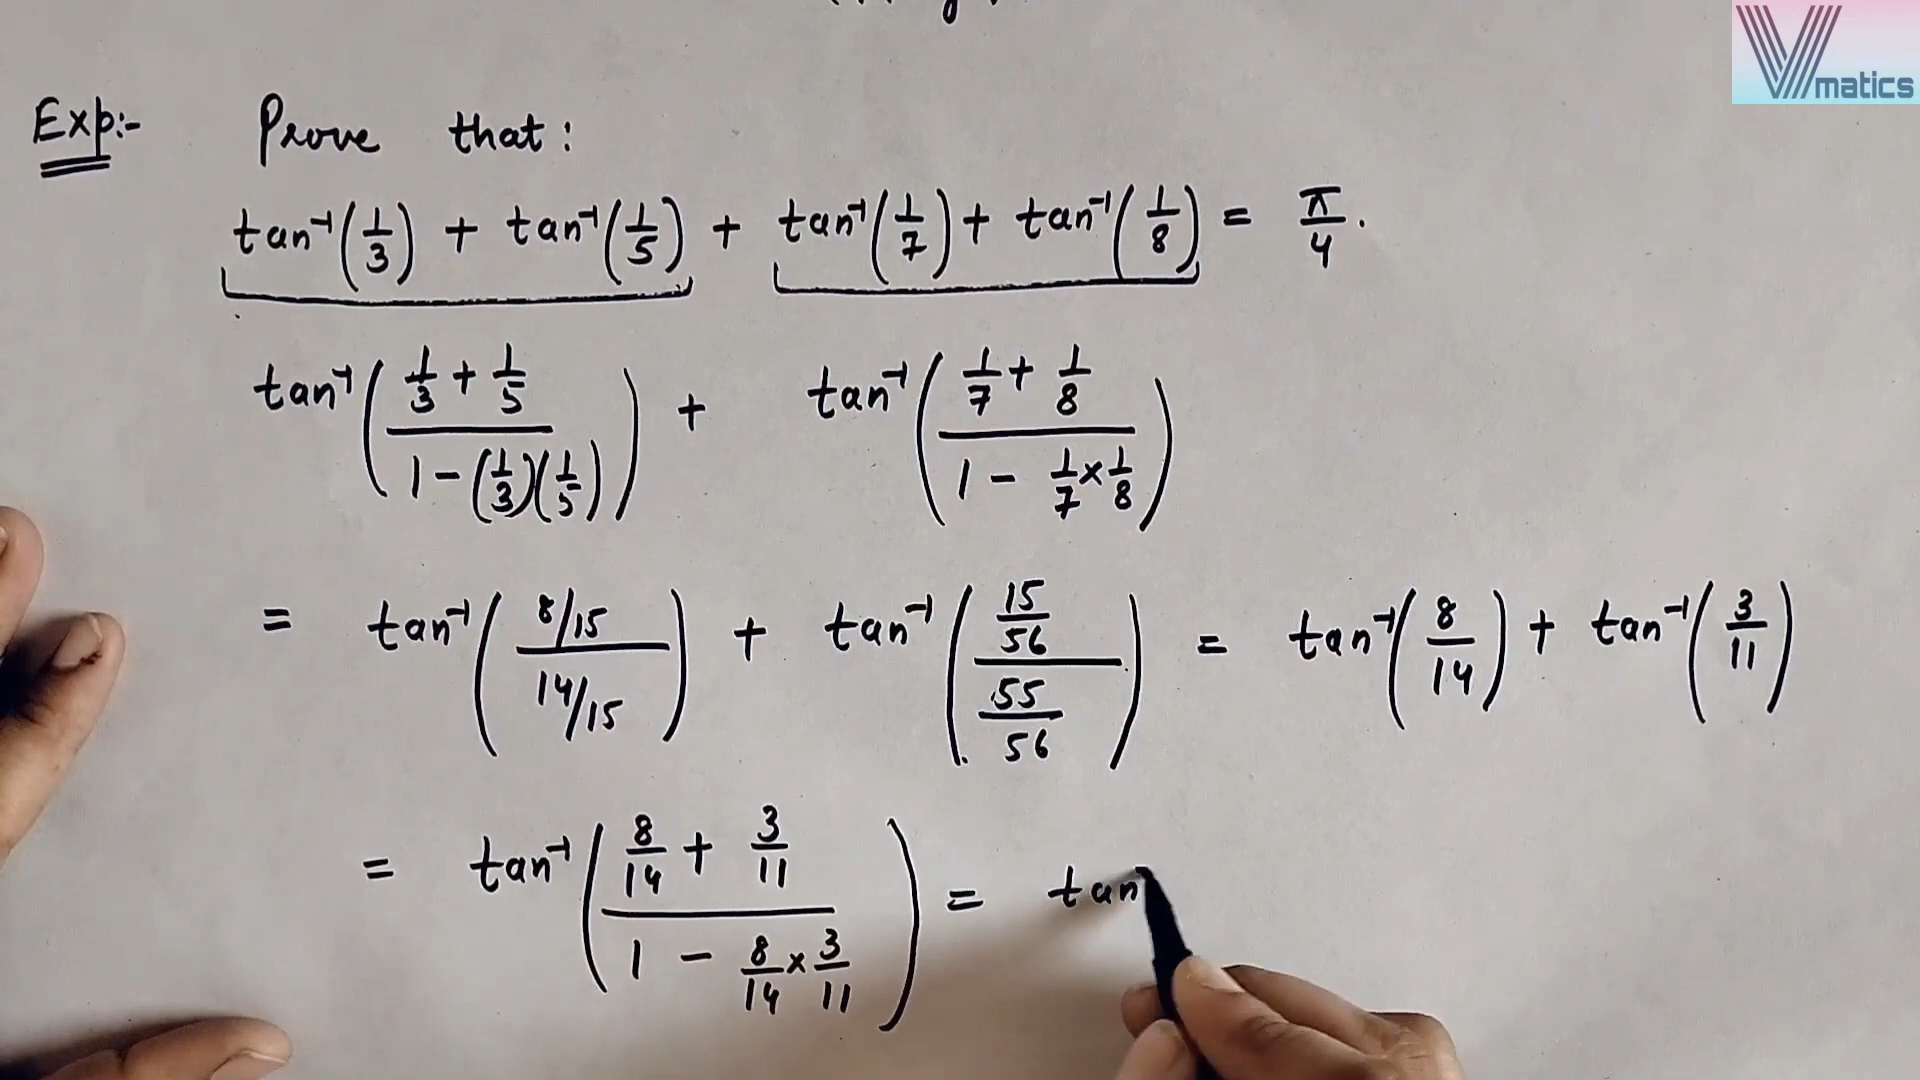 Vmatics
Exp:- Prove that:
tan⁻¹(1/3) + tan⁻¹(1/5) + tan⁻¹(1/7) + tan⁻¹(1/8) = π/4.
tan⁻¹((1/3 + 1/5)/(1-(1/3)(1/5))) + tan⁻¹((1/7 + 1/8)/(1 - 1/7×1/8))
= tan⁻¹((8/15)/(14/15)) + tan⁻¹((15/56)/(55/56)) = tan⁻¹(8/14) + tan⁻¹(3/11)
= tan⁻¹((8/14 + 3/11)/(1 - 8/14×3/11)) = tan